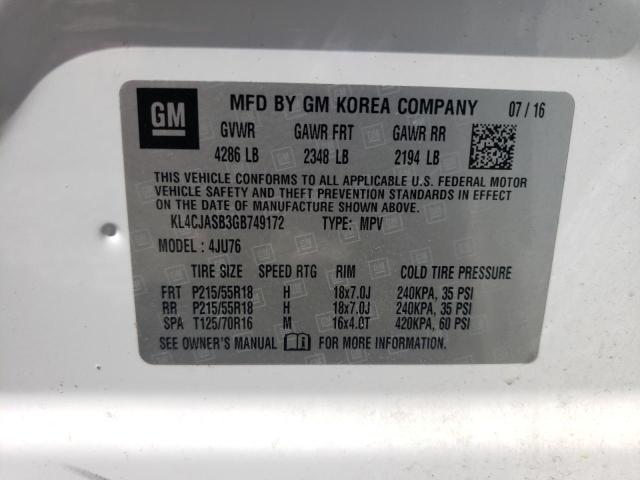 GM MFD BY GM KOREA COMPANY 07 / 16
GVWR GAWR FRT GAWR RR
4286 LB 2348 LB 2194 LB
THIS VEHICLE CONFORMS TO ALL APPLICABLE U.S. FEDERAL MOTOR
VEHICLE SAFETY AND THEFT PREVENTION STANDARDS IN EFFECT
ON THE DATE OF MANUFACTURE SHOWN ABOVE.
KL4CJASB3GB749172 TYPE: MPV
MODEL : 4JU76
TIRE SIZE SPEED RTG RIM COLD TIRE PRESSURE
FRT P215/55R18 H 18x7.0J 240KPA, 35 PSI
RR P215/55R18 H 18x7.0J 240KPA, 35 PSI
SPA T125/70R16 M 16x4.0T 420KPA, 60 PSI
SEE OWNER'S MANUAL FOR MORE INFORMATION.